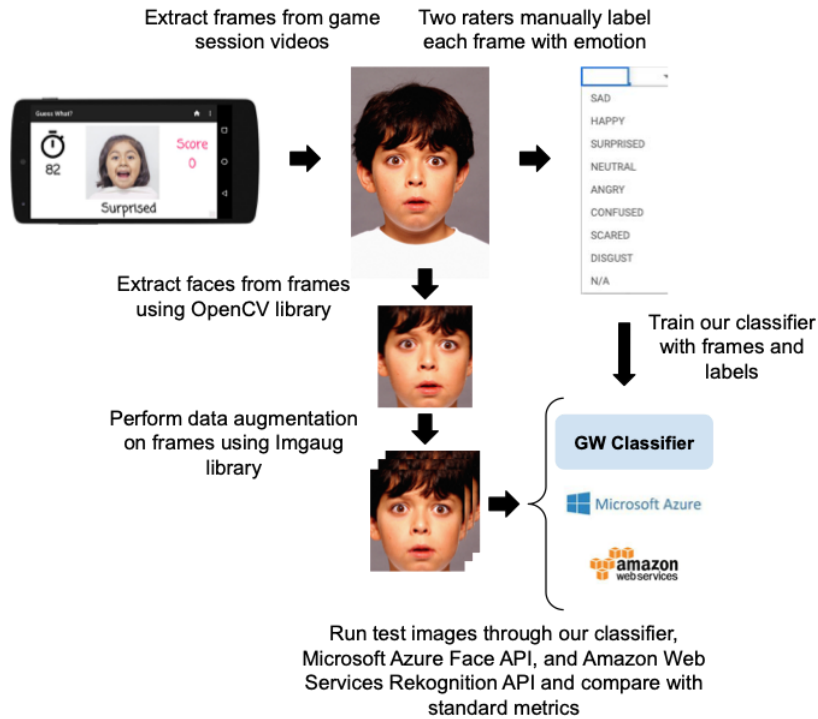 Extract frames from game
session videos
Two raters manually label
each frame with emotion
Guess What?
82
Score
0
Surprised
SAD
HAPPY
SURPRISED
NEUTRAL
ANGRY
CONFUSED
SCARED
DISGUST
N/A
Extract faces from frames
using OpenCV library
Train our classifier
with frames and
labels
Perform data augmentation
on frames using Imgaug
library
GW Classifier
Microsoft Azure
amazon
webservices
Run test images through our classifier,
Microsoft Azure Face API, and Amazon Web
Services Rekognition API and compare with
standard metrics